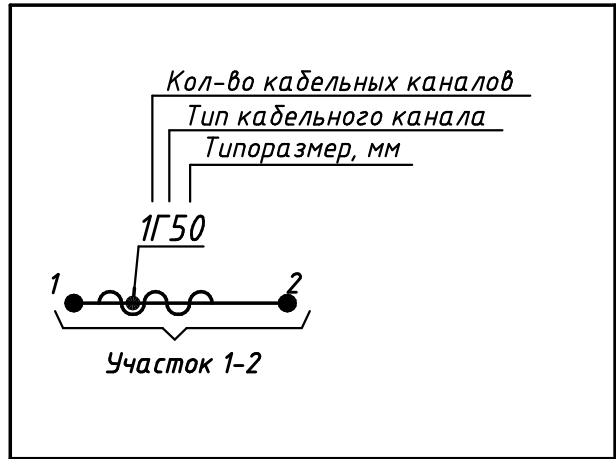 Кол-во кабельных каналов
Тип кабельного канала
Типоразмер, мм
1Г50
1
2
Участок 1-2